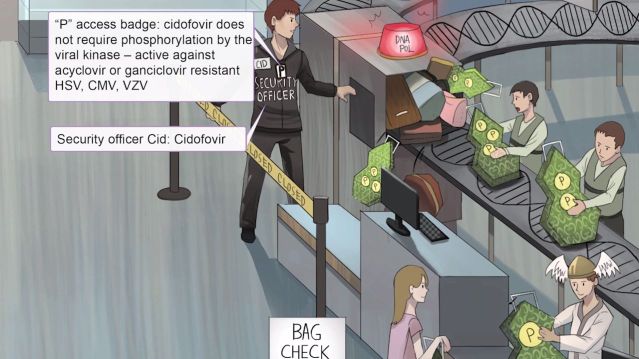 “P” access badge: cidofovir does
not require phosphorylation by the
viral kinase – active against
acyclovir or ganciclovir resistant
HSV, CMV, VZV
Security officer Cid: Cidofovir
CID
P
SECURITY
OFFICER
DNA
POL
CLOSED CLOSED
P
P
P
P
P
P
P
P
P
P
BAG
CHECK